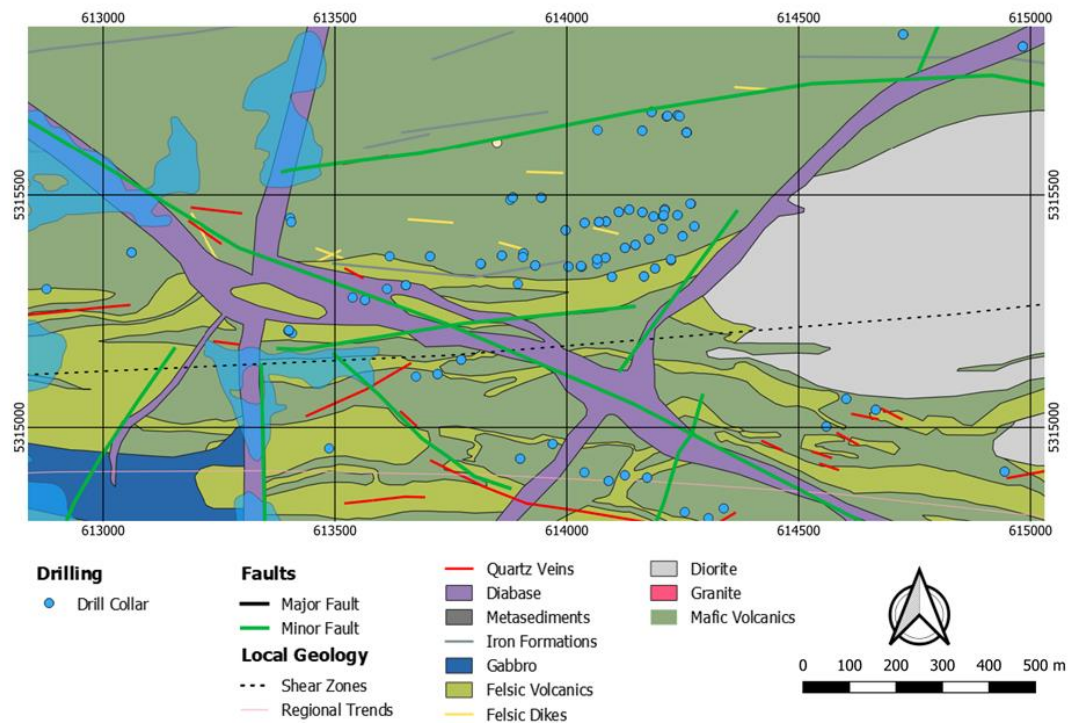 613000 613500 614000 614500 615000
5315500 5315500
5315000 5315000
613000 613500 614000 614500 615000
Drilling
Drill Collar
Faults
Major Fault
Minor Fault
Local Geology
Shear Zones
Regional Trends
Quartz Veins
Diabase
Metasediments
Iron Formations
Gabbro
Felsic Volcanics
Felsic Dikes
Diorite
Granite
Mafic Volcanics
0 100 200 300 400 500 m